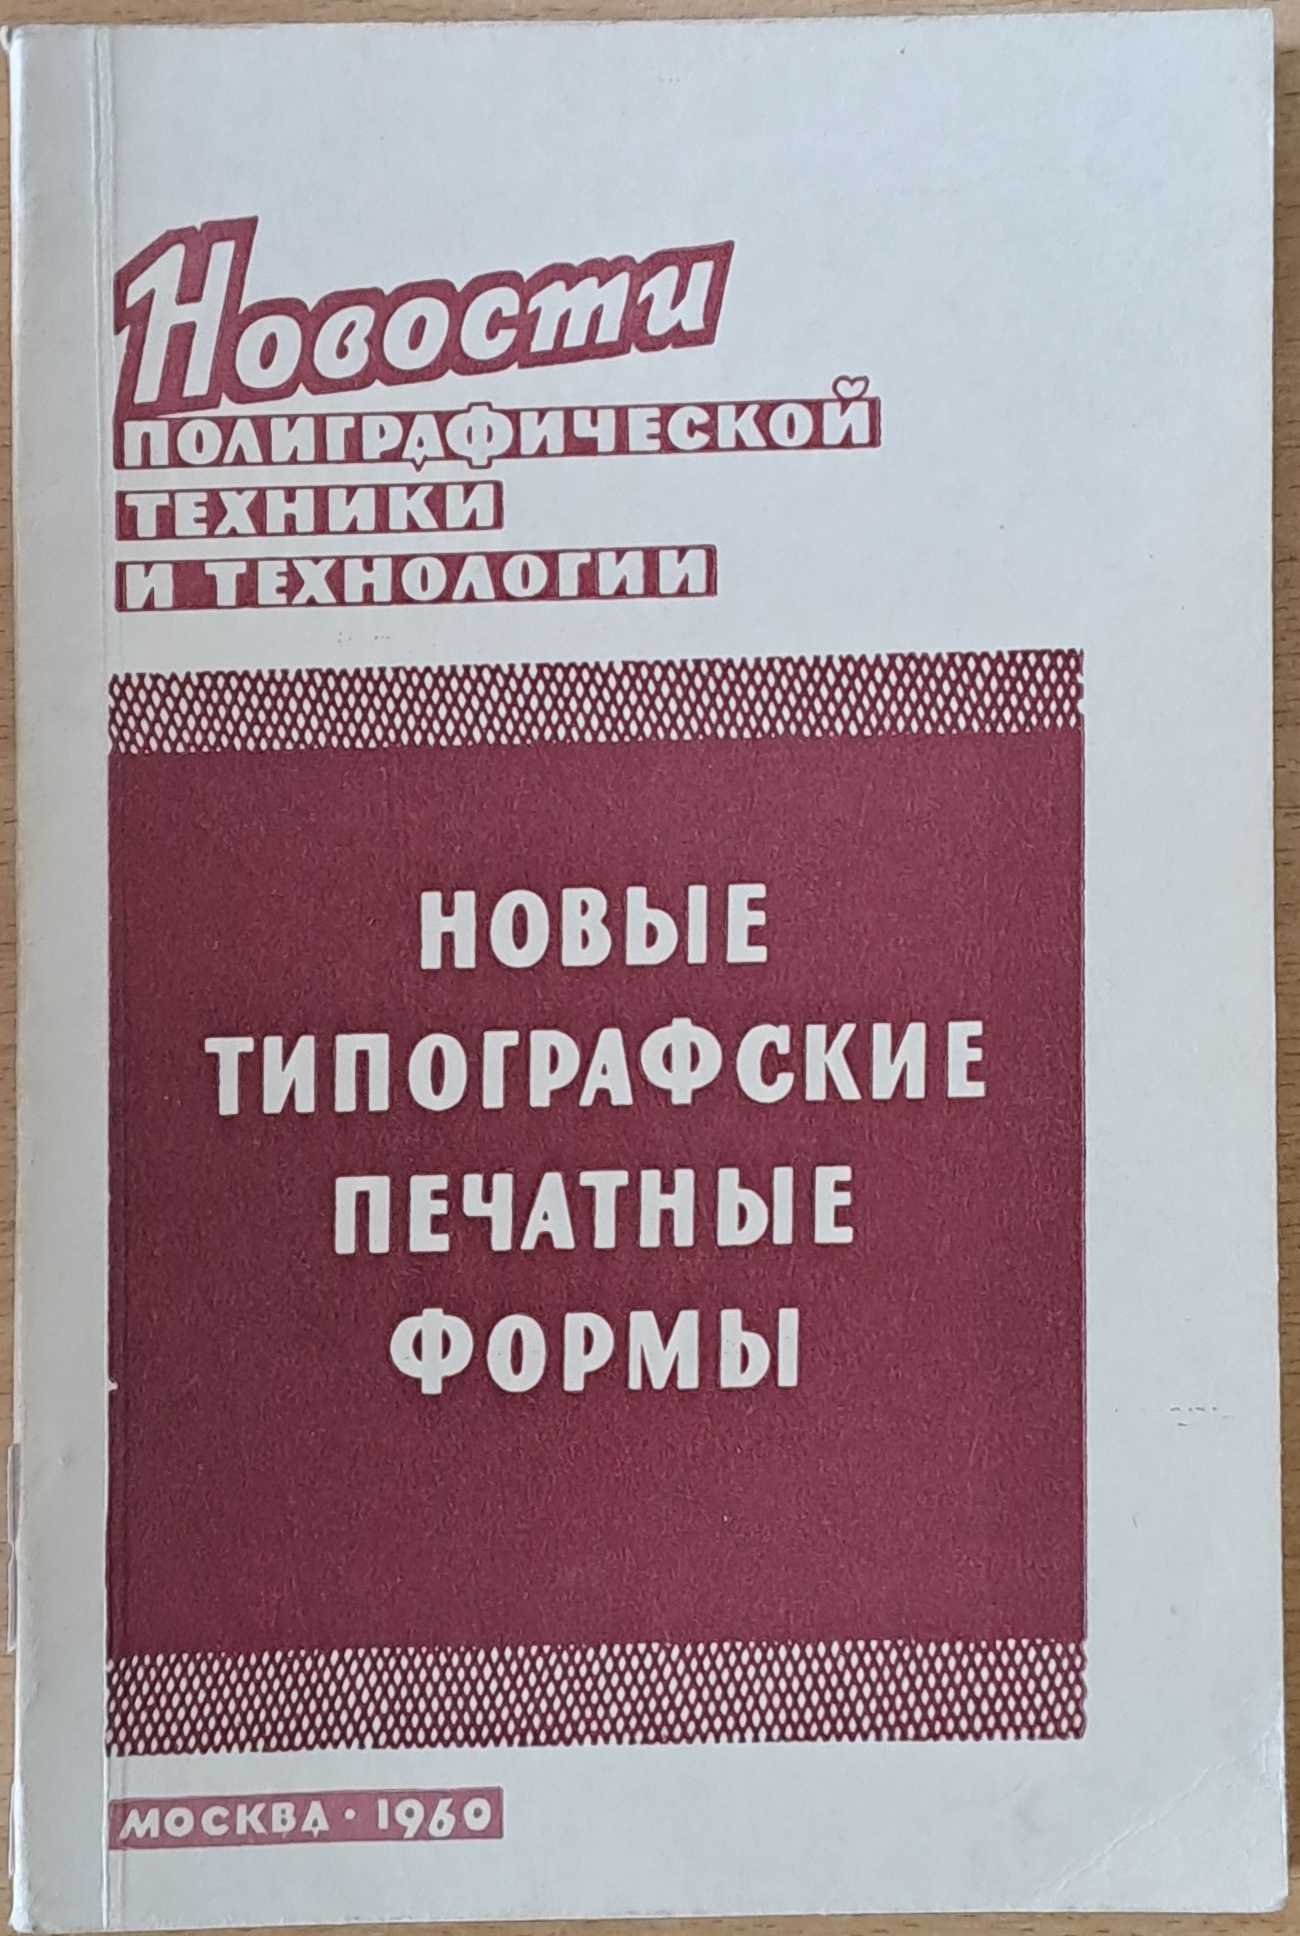 Новости
ПОЛИГРАФИЧЕСКОЙ
ТЕХНИКИ
И ТЕХНОЛОГИИ
НОВЫЕ
ТИПОГРАФСКИЕ
ПЕЧАТНЫЕ
ФОРМЫ
МОСКВА · 1960